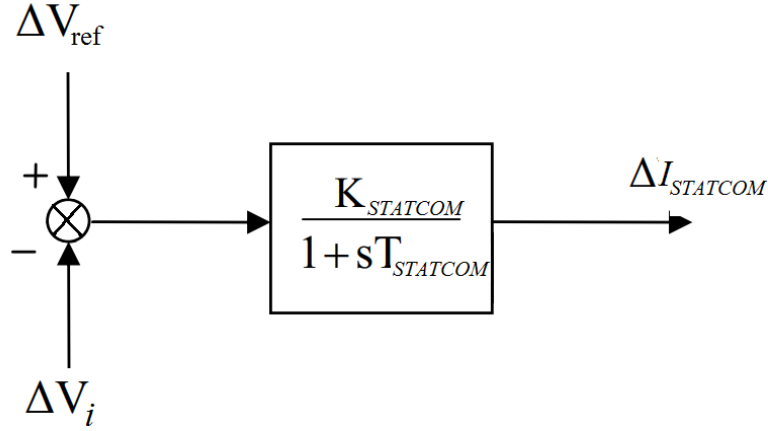 ΔV_ref
+
−
K_STATCOM
1 + sT_STATCOM
ΔI_STATCOM
ΔV_i